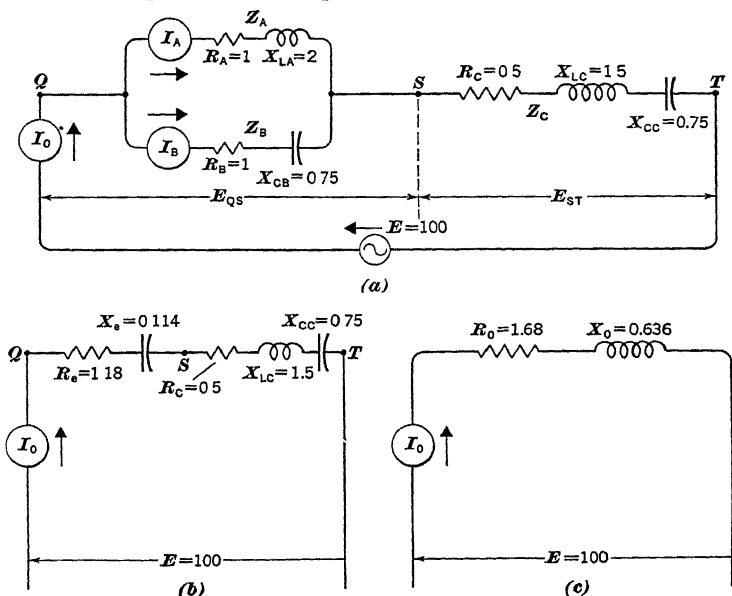 Z_A
I_A
R_A=1 X_LA=2
Q
S
R_C=0 5 X_LC=1 5
T
I_0
Z_B
Z_C
X_CC=0.75
I_B
R_B=1
X_CB=0 75
E_QS
E_ST
E=100
(a)
X_e=0 114
X_CC=0 75
Q
S
T
R_e=1 18
R_C=0 5
X_LC=1.5
I_0
E=100
(b)
R_0=1.68 X_0=0.636
I_0
E=100
(c)